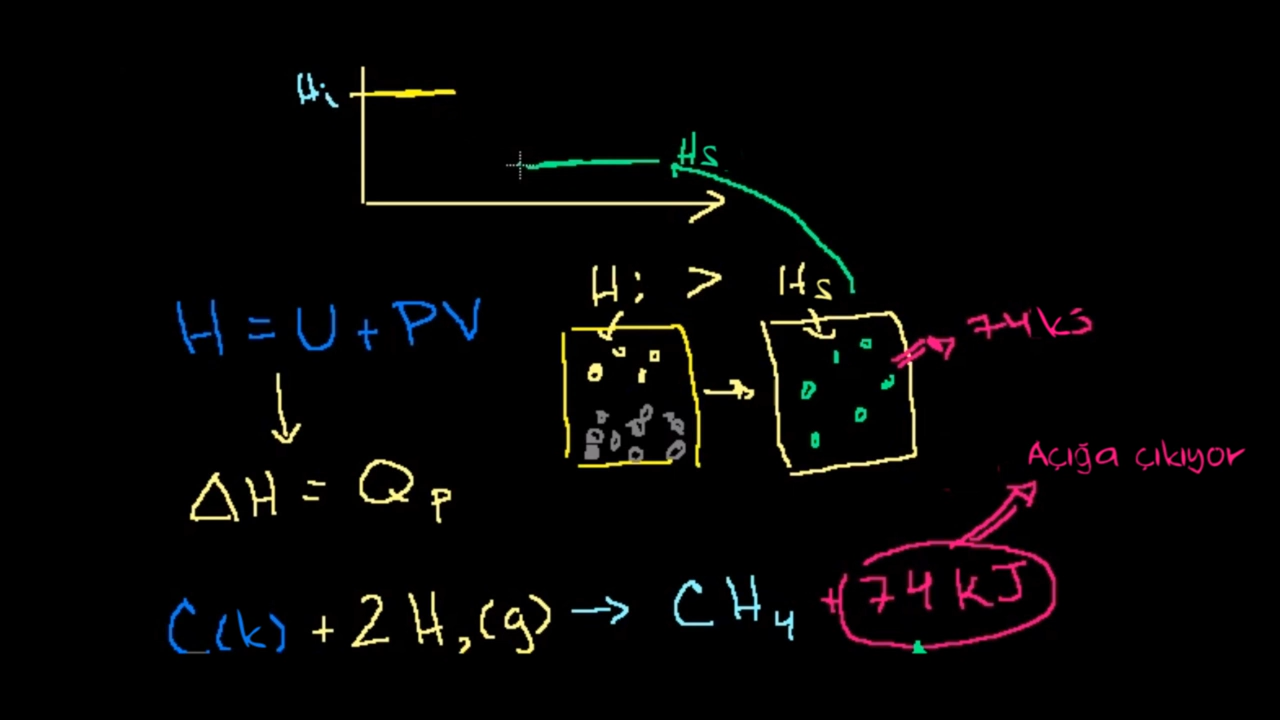 Hi
Hs
Hi > Hs
H = U + PV
74 kJ
Açığa çıkıyor
ΔH = Qp
C(k) + 2H₂(g) → CH₄ + 74 kJ